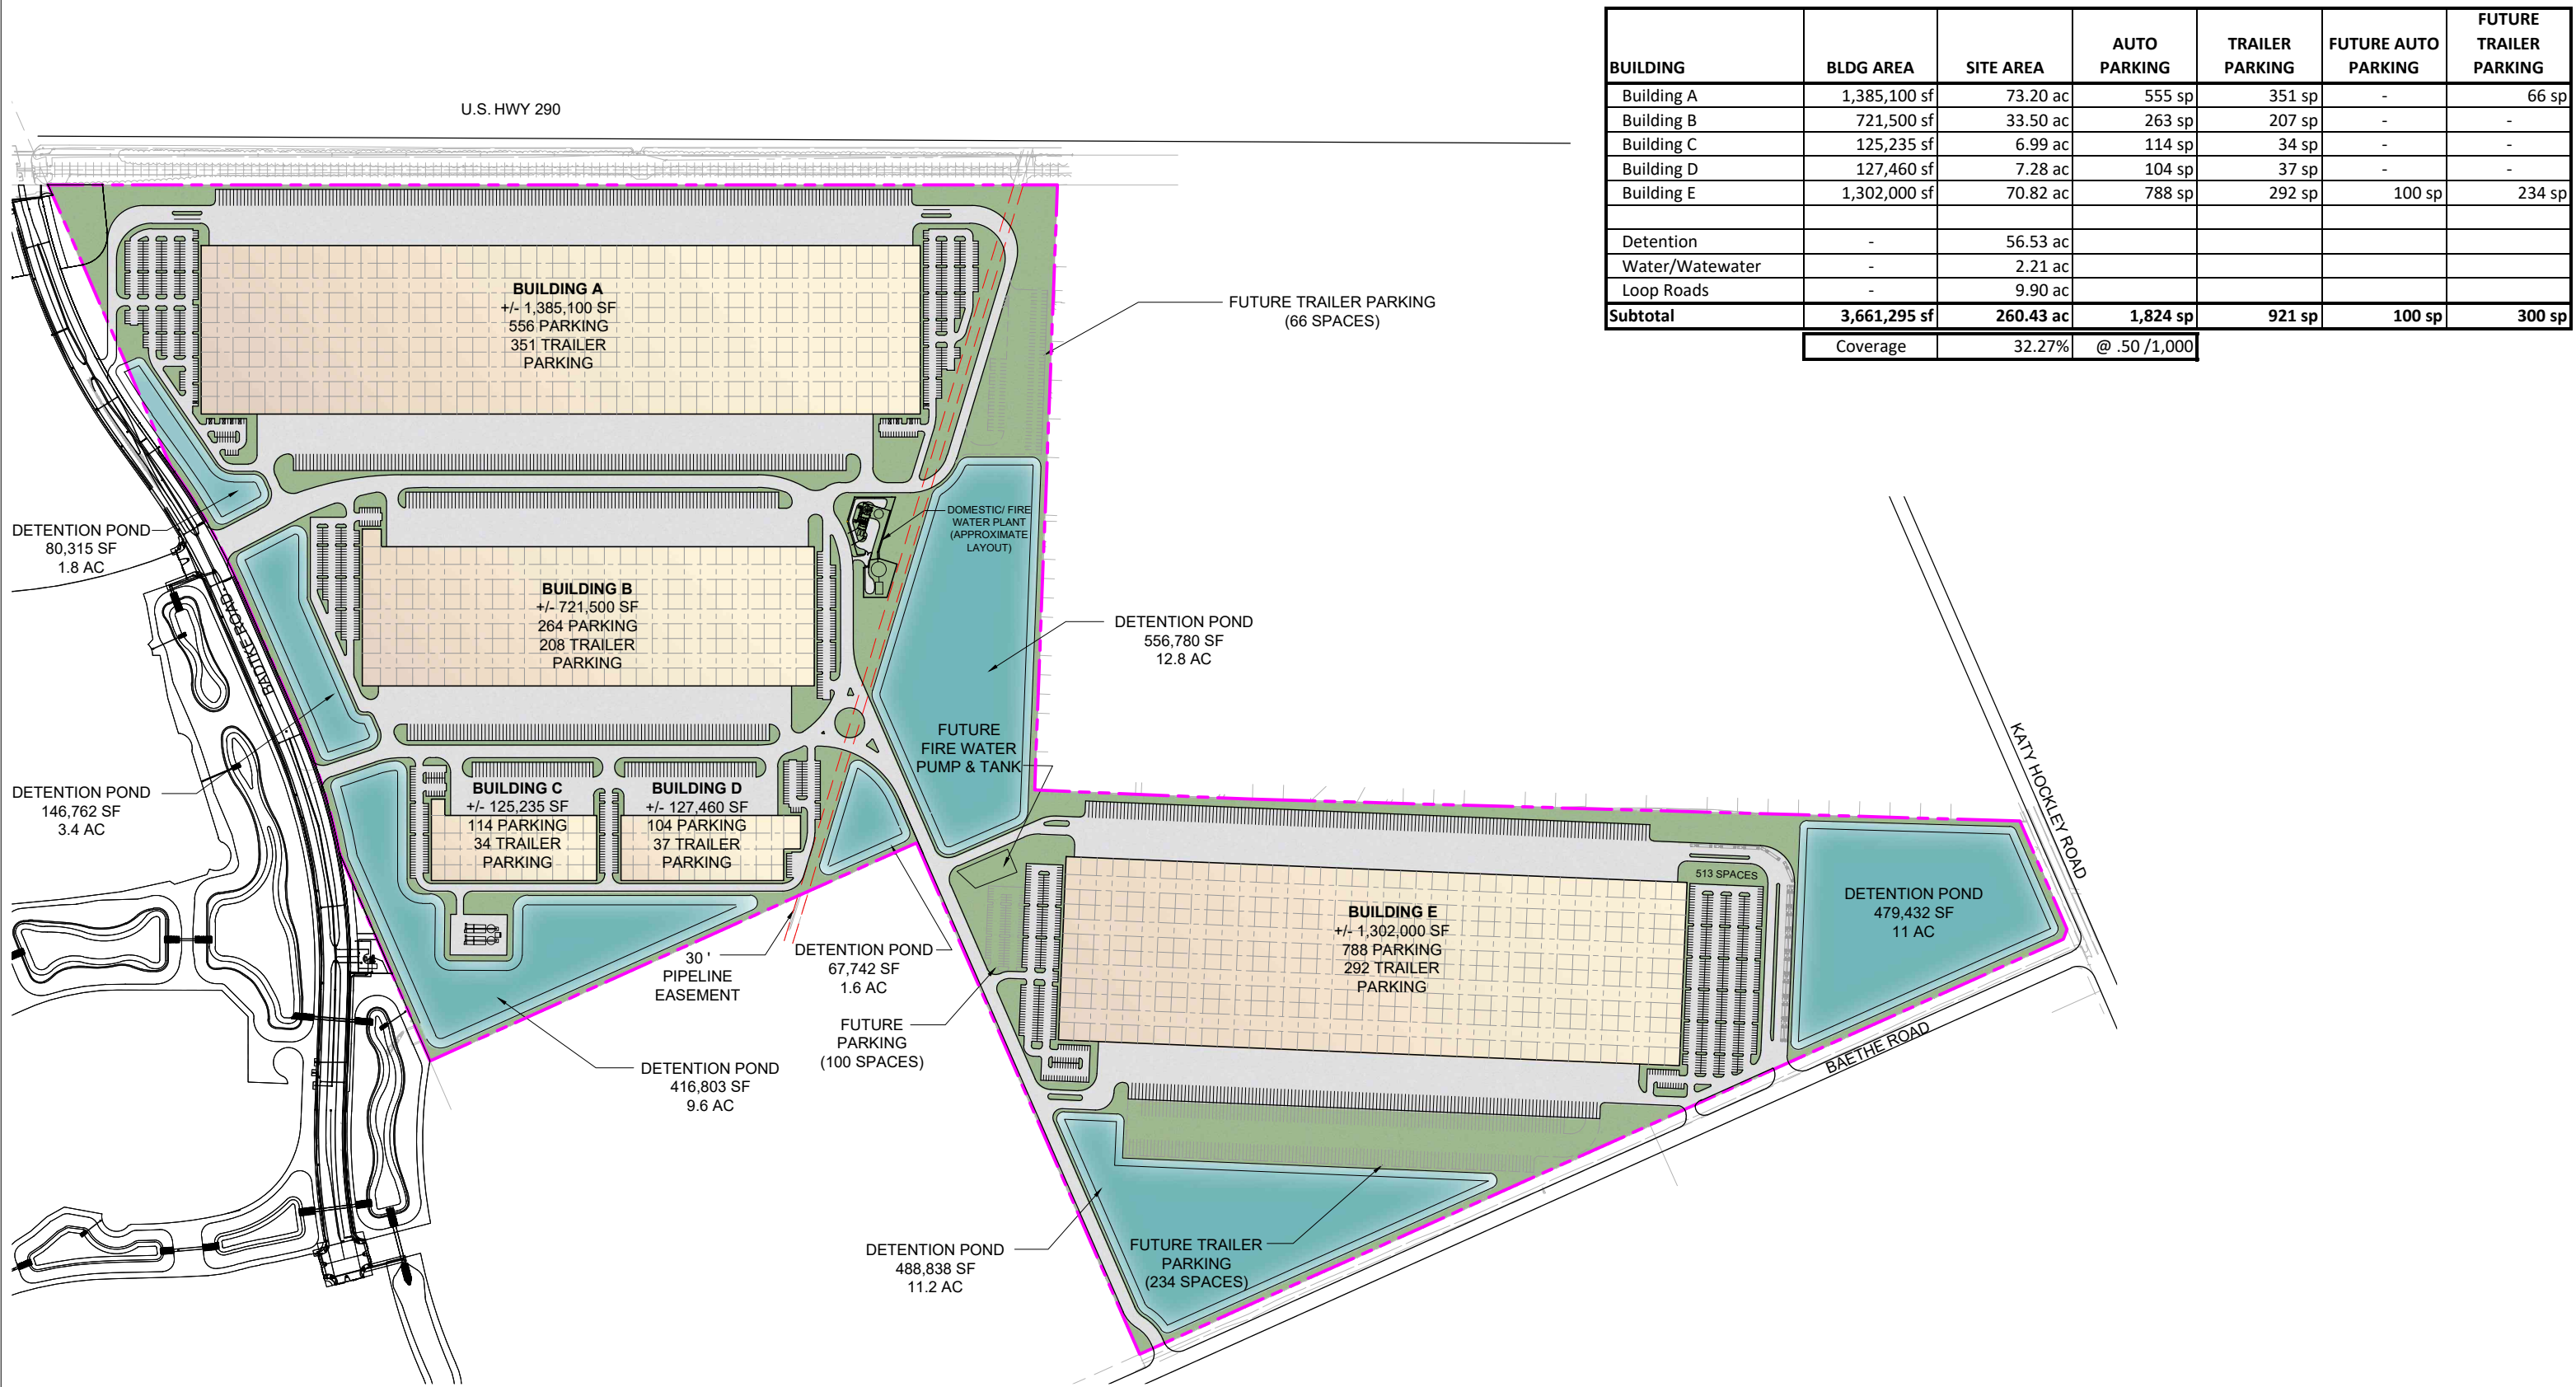 BUILDING BLDG AREA SITE AREA AUTO PARKING TRAILER PARKING FUTURE AUTO PARKING FUTURE TRAILER PARKING
Building A 1,385,100 sf 73.20 ac 555 sp 351 sp - 66 sp
Building B 721,500 sf 33.50 ac 263 sp 207 sp - -
Building C 125,235 sf 6.99 ac 114 sp 34 sp - -
Building D 127,460 sf 7.28 ac 104 sp 37 sp - -
Building E 1,302,000 sf 70.82 ac 788 sp 292 sp 100 sp 234 sp
Detention - 56.53 ac
Water/Watewater - 2.21 ac
Loop Roads - 9.90 ac
Subtotal 3,661,295 sf 260.43 ac 1,824 sp 921 sp 100 sp 300 sp
Coverage 32.27% @ .50 /1,000
U.S. HWY 290
BUILDING A
+/- 1,385,100 SF
556 PARKING
351 TRAILER
PARKING
FUTURE TRAILER PARKING
(66 SPACES)
DETENTION POND
80,315 SF
1.8 AC
DOMESTIC/ FIRE
WATER PLANT
(APPROXIMATE
LAYOUT)
BUILDING B
+/- 721,500 SF
264 PARKING
208 TRAILER
PARKING
BADTKE ROAD
DETENTION POND
556,780 SF
12.8 AC
FUTURE
FIRE WATER
PUMP & TANK
DETENTION POND
146,762 SF
3.4 AC
BUILDING C
+/- 125,235 SF
114 PARKING
34 TRAILER
PARKING
BUILDING D
+/- 127,460 SF
104 PARKING
37 TRAILER
PARKING
KATY HOCKLEY ROAD
513 SPACES
BUILDING E
+/- 1,302,000 SF
788 PARKING
292 TRAILER
PARKING
DETENTION POND
479,432 SF
11 AC
30 '
PIPELINE
EASEMENT
DETENTION POND
67,742 SF
1.6 AC
FUTURE
PARKING
(100 SPACES)
BAETHE ROAD
DETENTION POND
416,803 SF
9.6 AC
DETENTION POND
488,838 SF
11.2 AC
FUTURE TRAILER
PARKING
(234 SPACES)